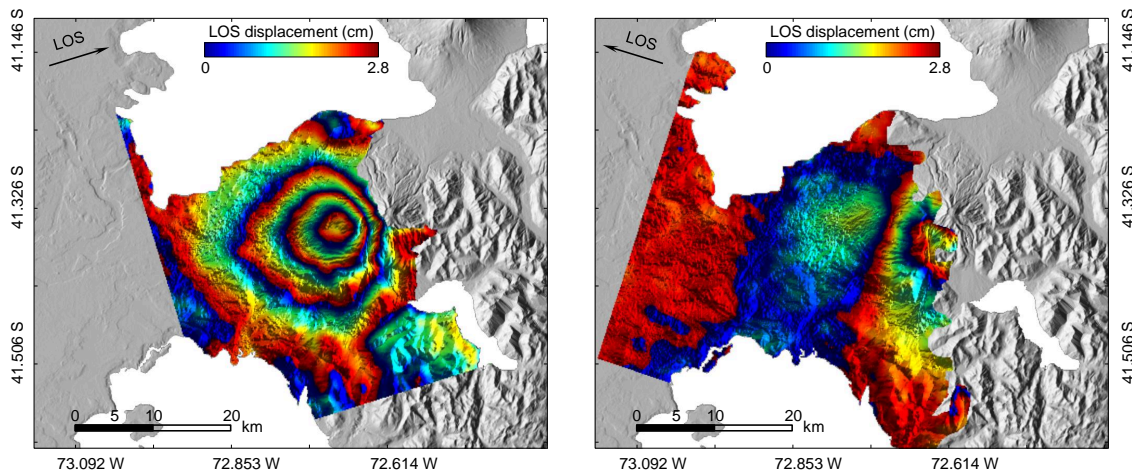 LOS
LOS displacement (cm)
0 2.8
41.146 S
41.326 S
41.506 S
0 5 10 20
km
73.092 W 72.853 W 72.614 W
LOS
LOS displacement (cm)
0 2.8
41.146 S
41.326 S
41.506 S
0 5 10 20
km
73.092 W 72.853 W 72.614 W